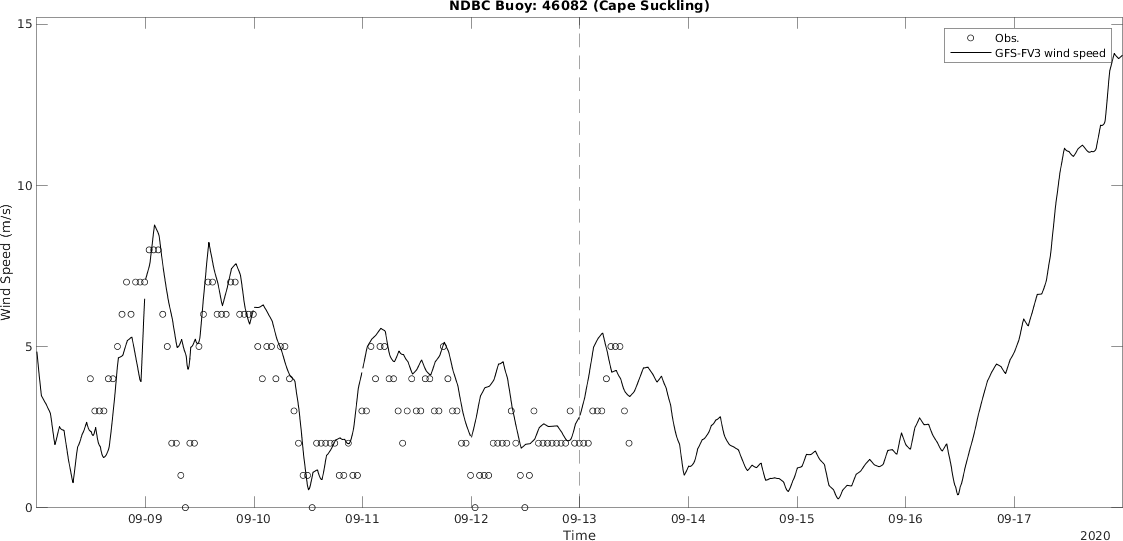 NDBC Buoy: 46082 (Cape Suckling)
15
Obs.
GFS-FV3 wind speed
10
5
0
Wind Speed (m/s)
09-09 09-10 09-11 09-12 09-13 09-14 09-15 09-16 09-17
Time
2020